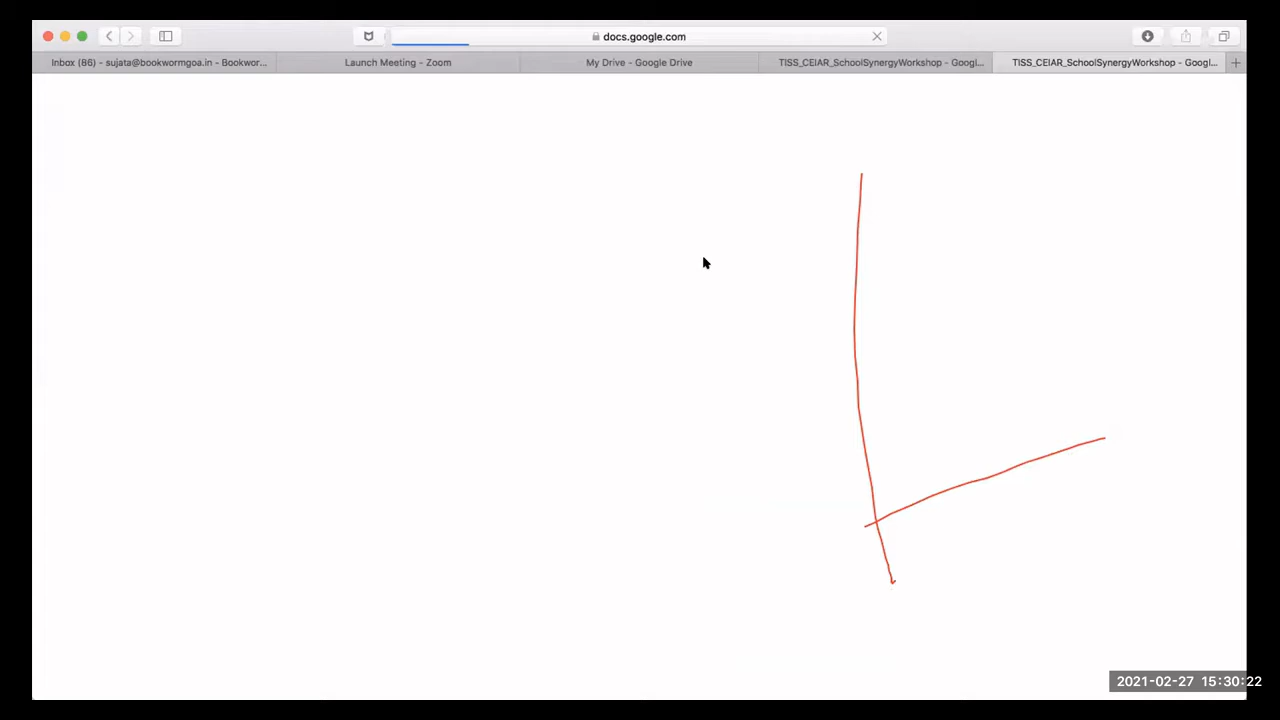 docs.google.com
Inbox (86) - sujata@bookwormgoa.in - Bookwor...
Launch Meeting - Zoom
My Drive - Google Drive
TISS_CEIAR_SchoolSynergyWorkshop - Googl...
TISS_CEIAR_SchoolSynergyWorkshop - Googl...
2021-02-27 15:30:22